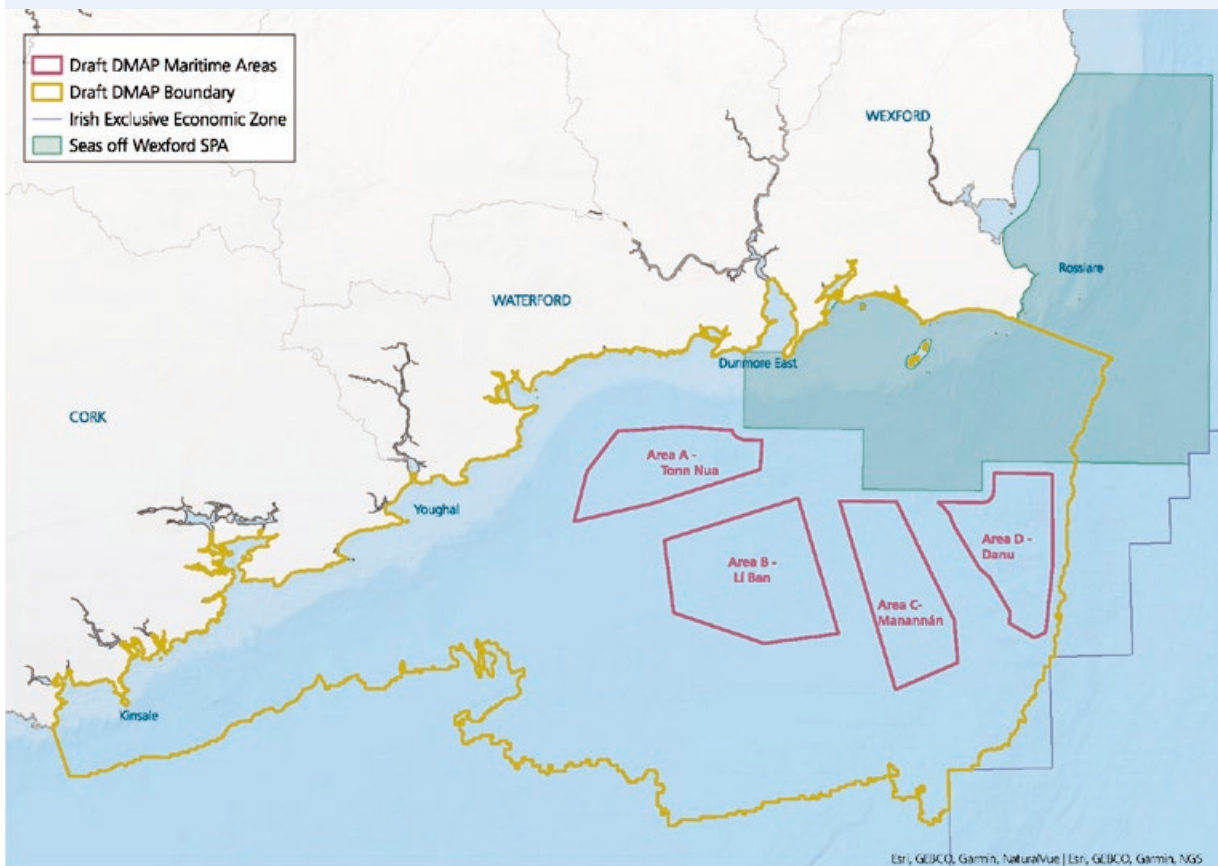 Draft DMAP Maritime Areas
Draft DMAP Boundary
Irish Exclusive Economic Zone
Seas off Wexford SPA
WEXFORD
Rosslare
WATERFORD
Dunmore East
CORK
Area A -
Tonn Nua
Youghal
Area B -
Lí Ban
Area D -
Danu
Area C-
Manannán
Kinsale
Esri, GEBCO, Garmin, NaturalVue | Esri, GEBCO, Garmin, NGS